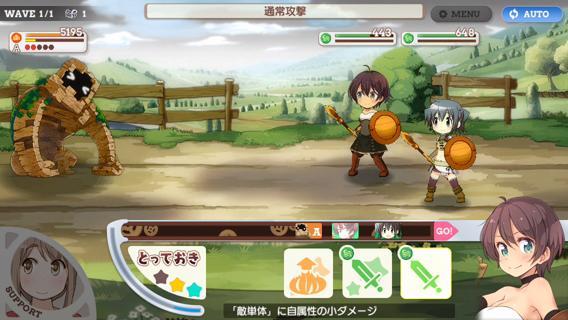 WAVE 1/1 1
通常攻撃
MENU
AUTO
5195
A
443
648
A
GO!
とっておき
SUPPORT
「敵単体」に自属性の小ダメージ